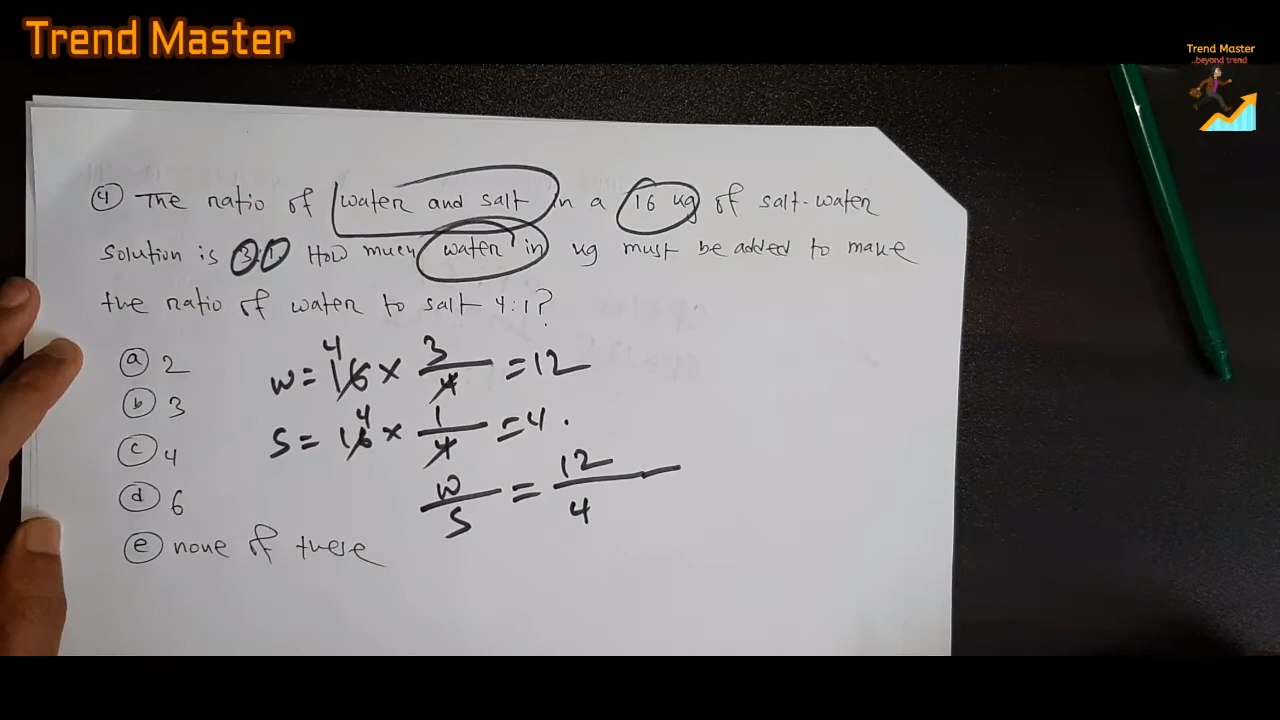 Trend Master
Trend Master
..beyond trend
④ The ratio of water and salt in a 16 kg of salt-water
solution is 3:1 How much water in kg must be added to make
the ratio of water to salt 4:1?
ⓐ 2
ⓑ 3
ⓒ 4
ⓓ 6
ⓔ none of these
w = 16 × 3/4 = 12
4
S = 16 × 1/4 = 4.
4
w/s = 12/4